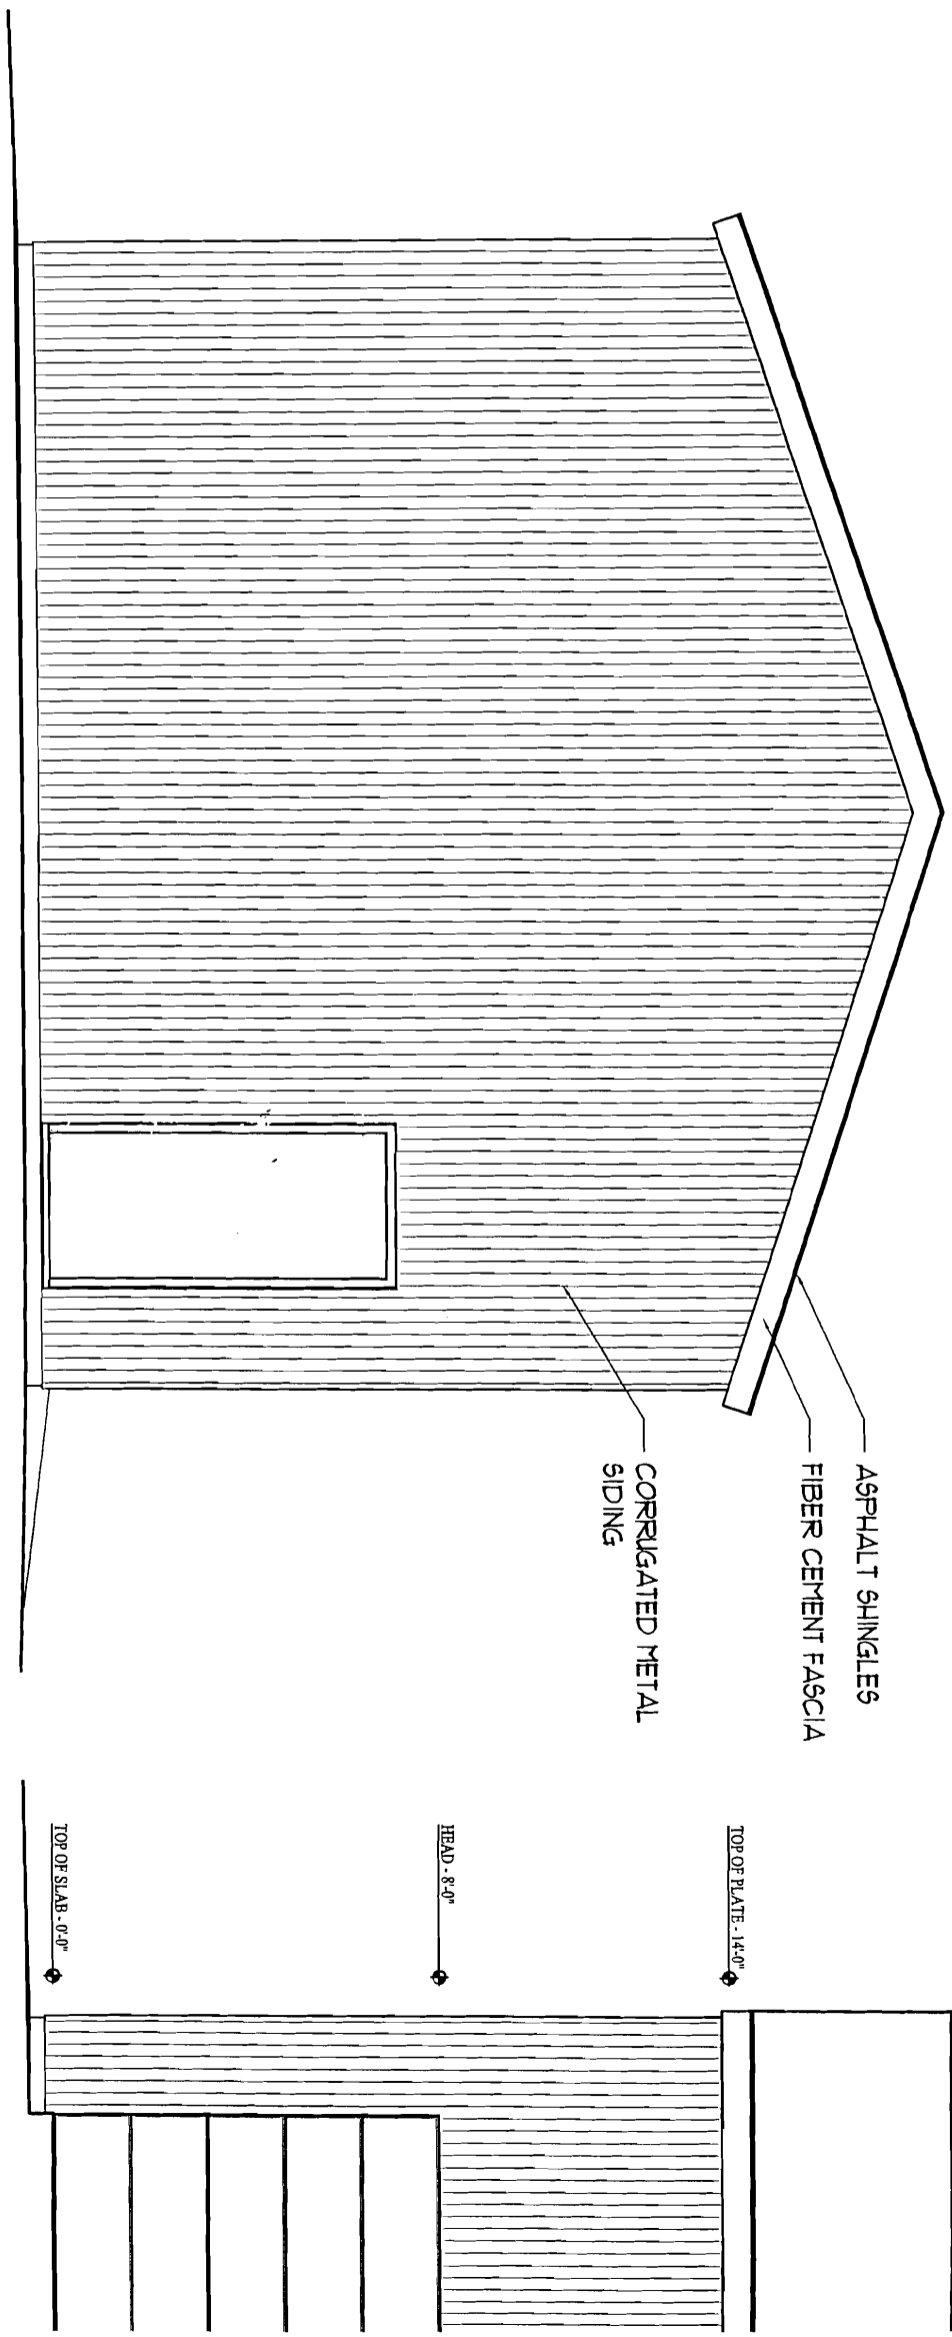 ASPHALT SHINGLES
FIBER CEMENT FASCIA
CORRUGATED METAL
SIDING
TOP OF PLATE - 14'-0"
HEAD - 8'-0"
TOP OF SLAB - 0'-0"